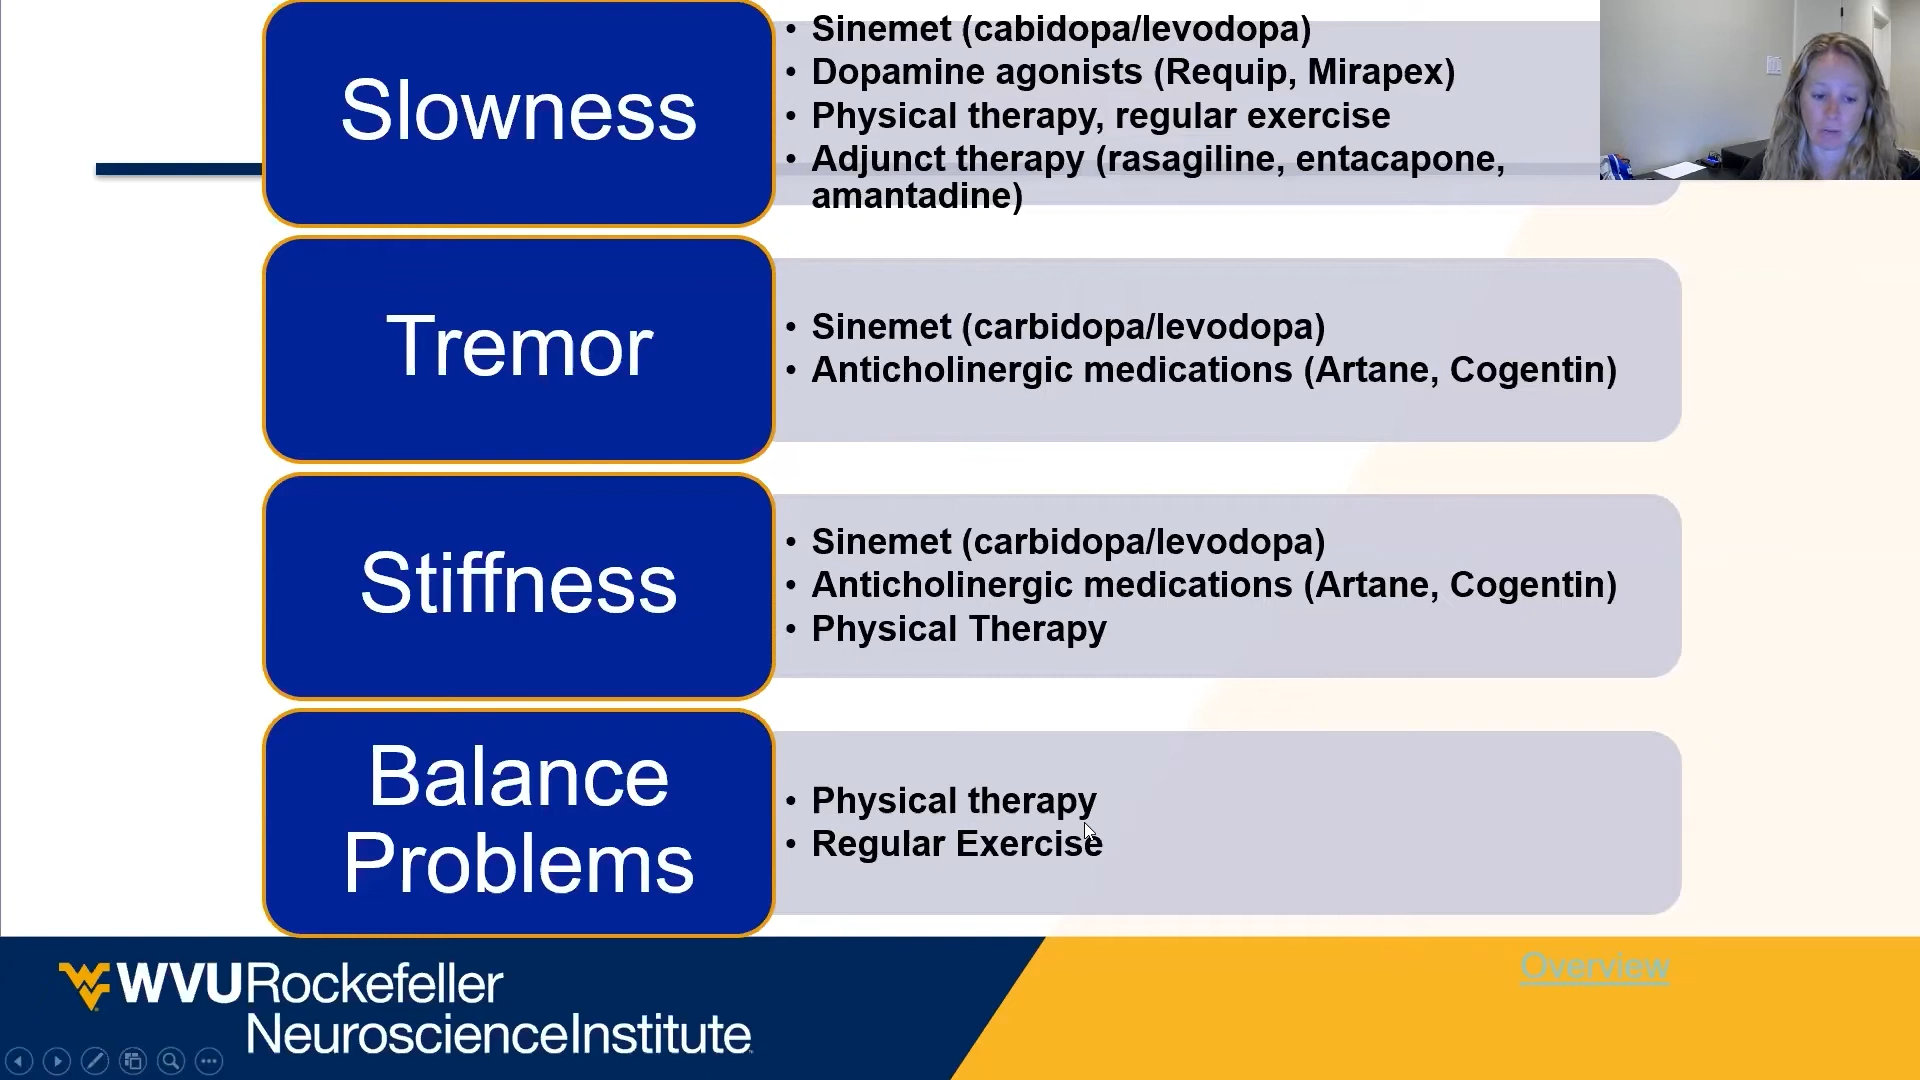 Slowness
• Sinemet (cabidopa/levodopa)
• Dopamine agonists (Requip, Mirapex)
• Physical therapy, regular exercise
• Adjunct therapy (rasagiline, entacapone,
amantadine)
Tremor
• Sinemet (carbidopa/levodopa)
• Anticholinergic medications (Artane, Cogentin)
Stiffness
• Sinemet (carbidopa/levodopa)
• Anticholinergic medications (Artane, Cogentin)
• Physical Therapy
Balance
Problems
• Physical therapy
• Regular Exercise
WVU Rockefeller
NeuroscienceInstitute
Overview